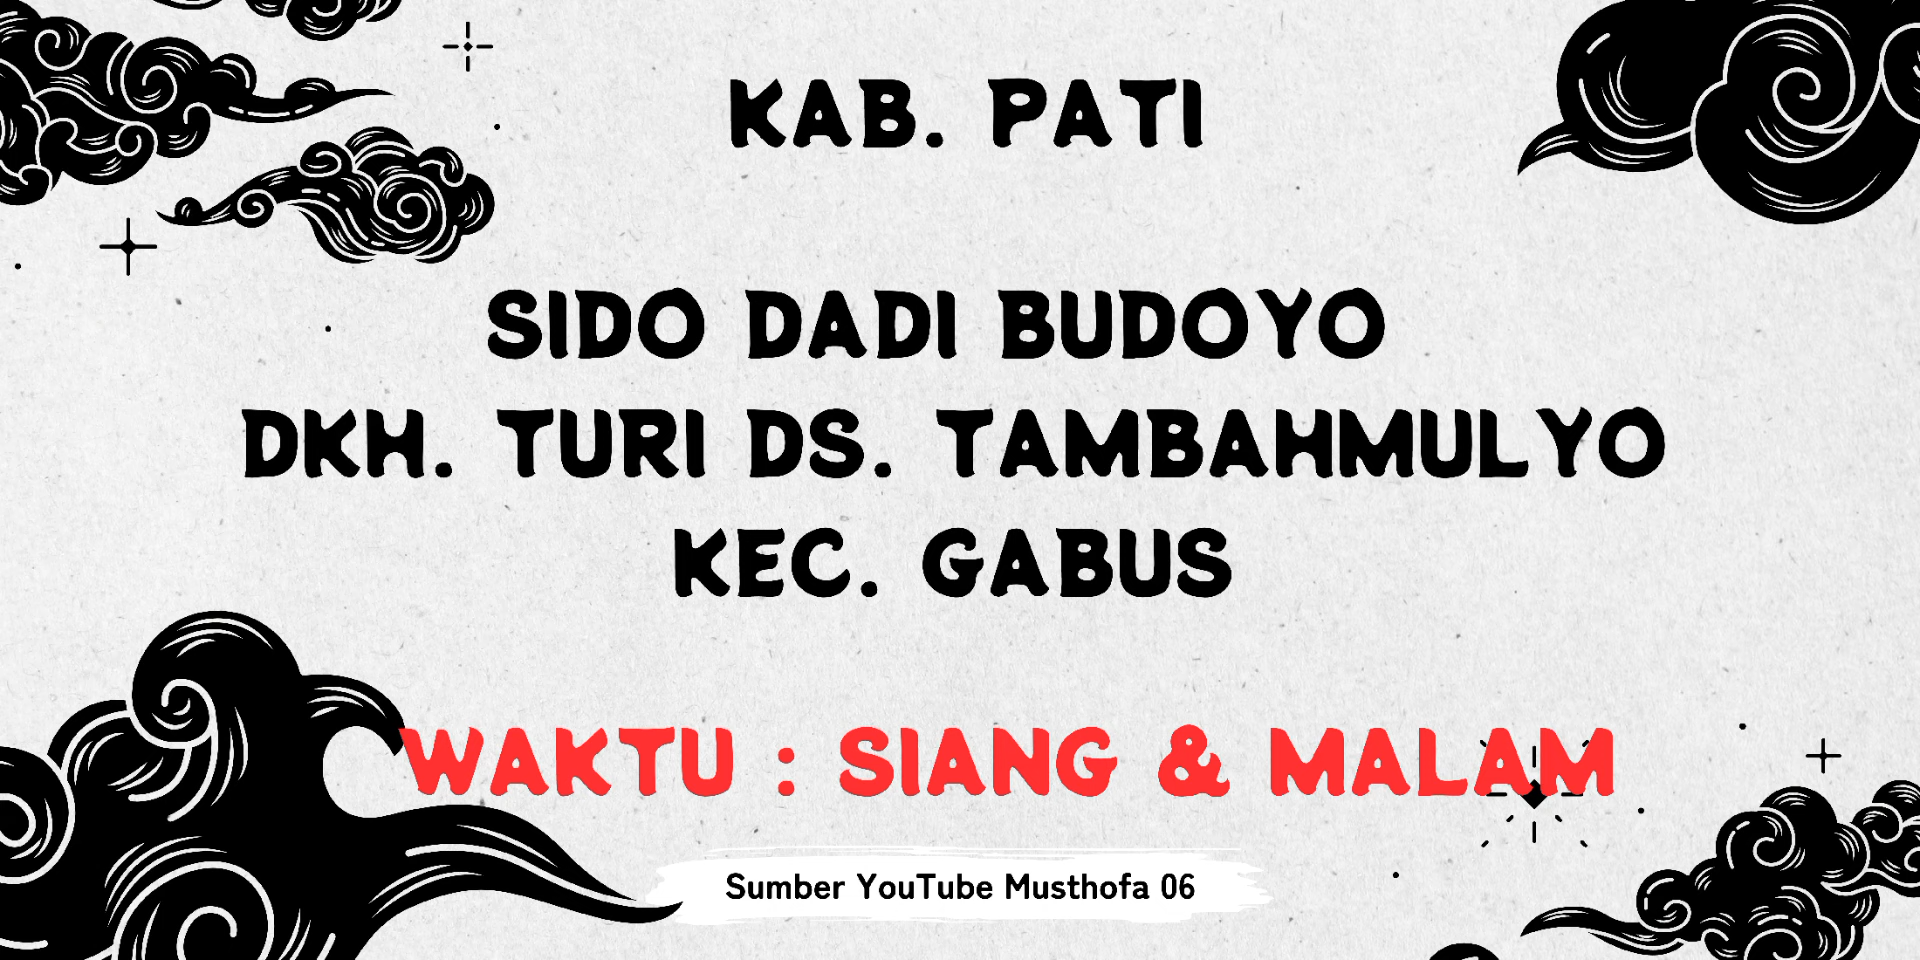 KAB. PATI
SIDO DADI BUDOYO
DKH. TURI DS. TAMBAHMULYO
KEC. GABUS
WAKTU : SIANG & MALAM
Sumber YouTube Musthofa 06